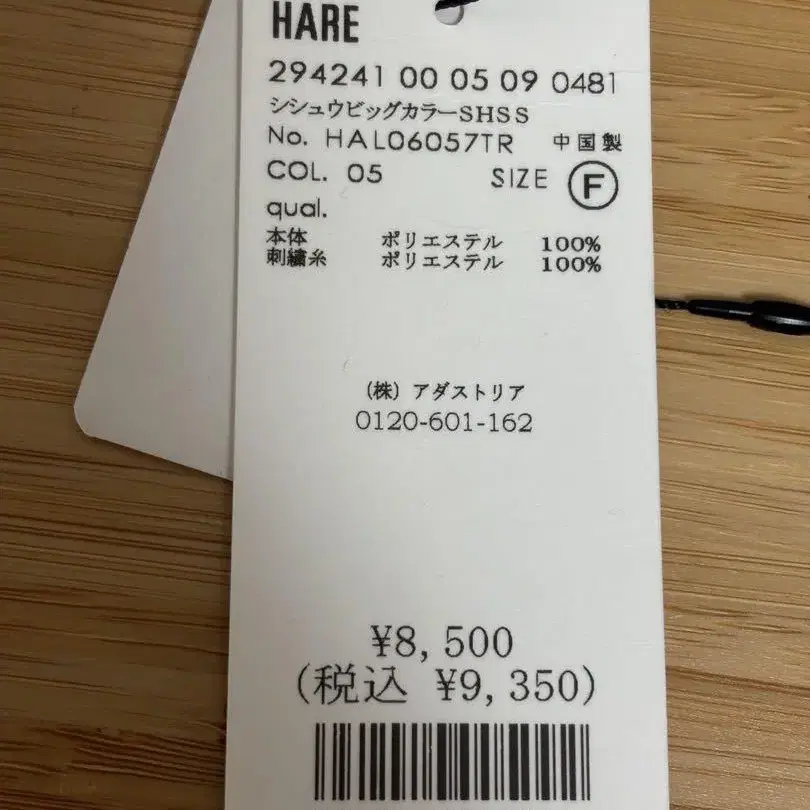 HARE
294241 00 05 09 0481
シシュウビッグカラーSHSS
No. HAL06057TR 中国製
COL. 05 SIZE F
qual.
本体 ポリエステル 100%
刺繍糸 ポリエステル 100%
(株) アダストリア
0120-601-162
¥8,500
(税込 ¥9,350)